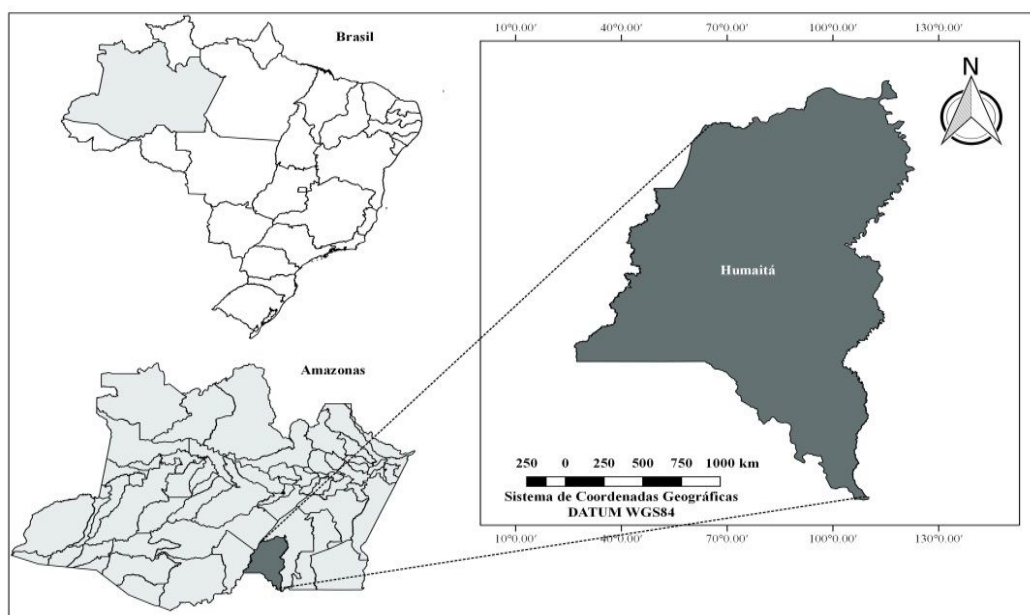 Brasil
Amazonas
10°0.00' 40°0.00' 70°0.00' 100°0.00' 130°0.00'
N
Humaitá
250 0 250 500 750 1000 km
Sistema de Coordenadas Geográficas
DATUM WGS84
10°0.00' 40°0.00' 70°0.00' 100°0.00' 130°0.00'